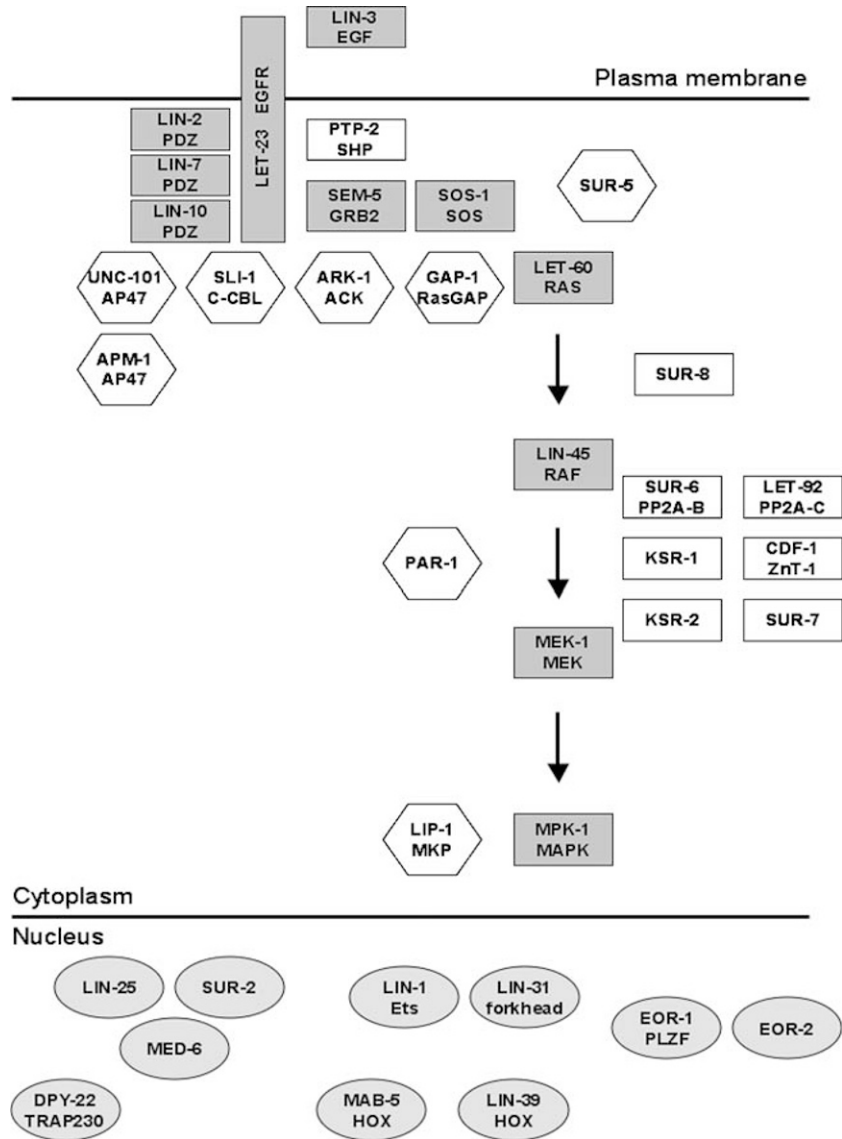 LIN-3
EGF
LET-23 EGFR
Plasma membrane
LIN-2
PDZ
PTP-2
SHP
LIN-7
PDZ
SEM-5
GRB2
SOS-1
SOS
SUR-5
LIN-10
PDZ
UNC-101
AP47
SLI-1
C-CBL
ARK-1
ACK
GAP-1
RasGAP
LET-60
RAS
APM-1
AP47
SUR-8
LIN-45
RAF
SUR-6
PP2A-B
LET-92
PP2A-C
PAR-1
KSR-1
CDF-1
ZnT-1
KSR-2
SUR-7
MEK-1
MEK
LIP-1
MKP
MPK-1
MAPK
Cytoplasm
Nucleus
LIN-25
SUR-2
LIN-1
Ets
LIN-31
forkhead
EOR-1
PLZF
EOR-2
MED-6
DPY-22
TRAP230
MAB-5
HOX
LIN-39
HOX